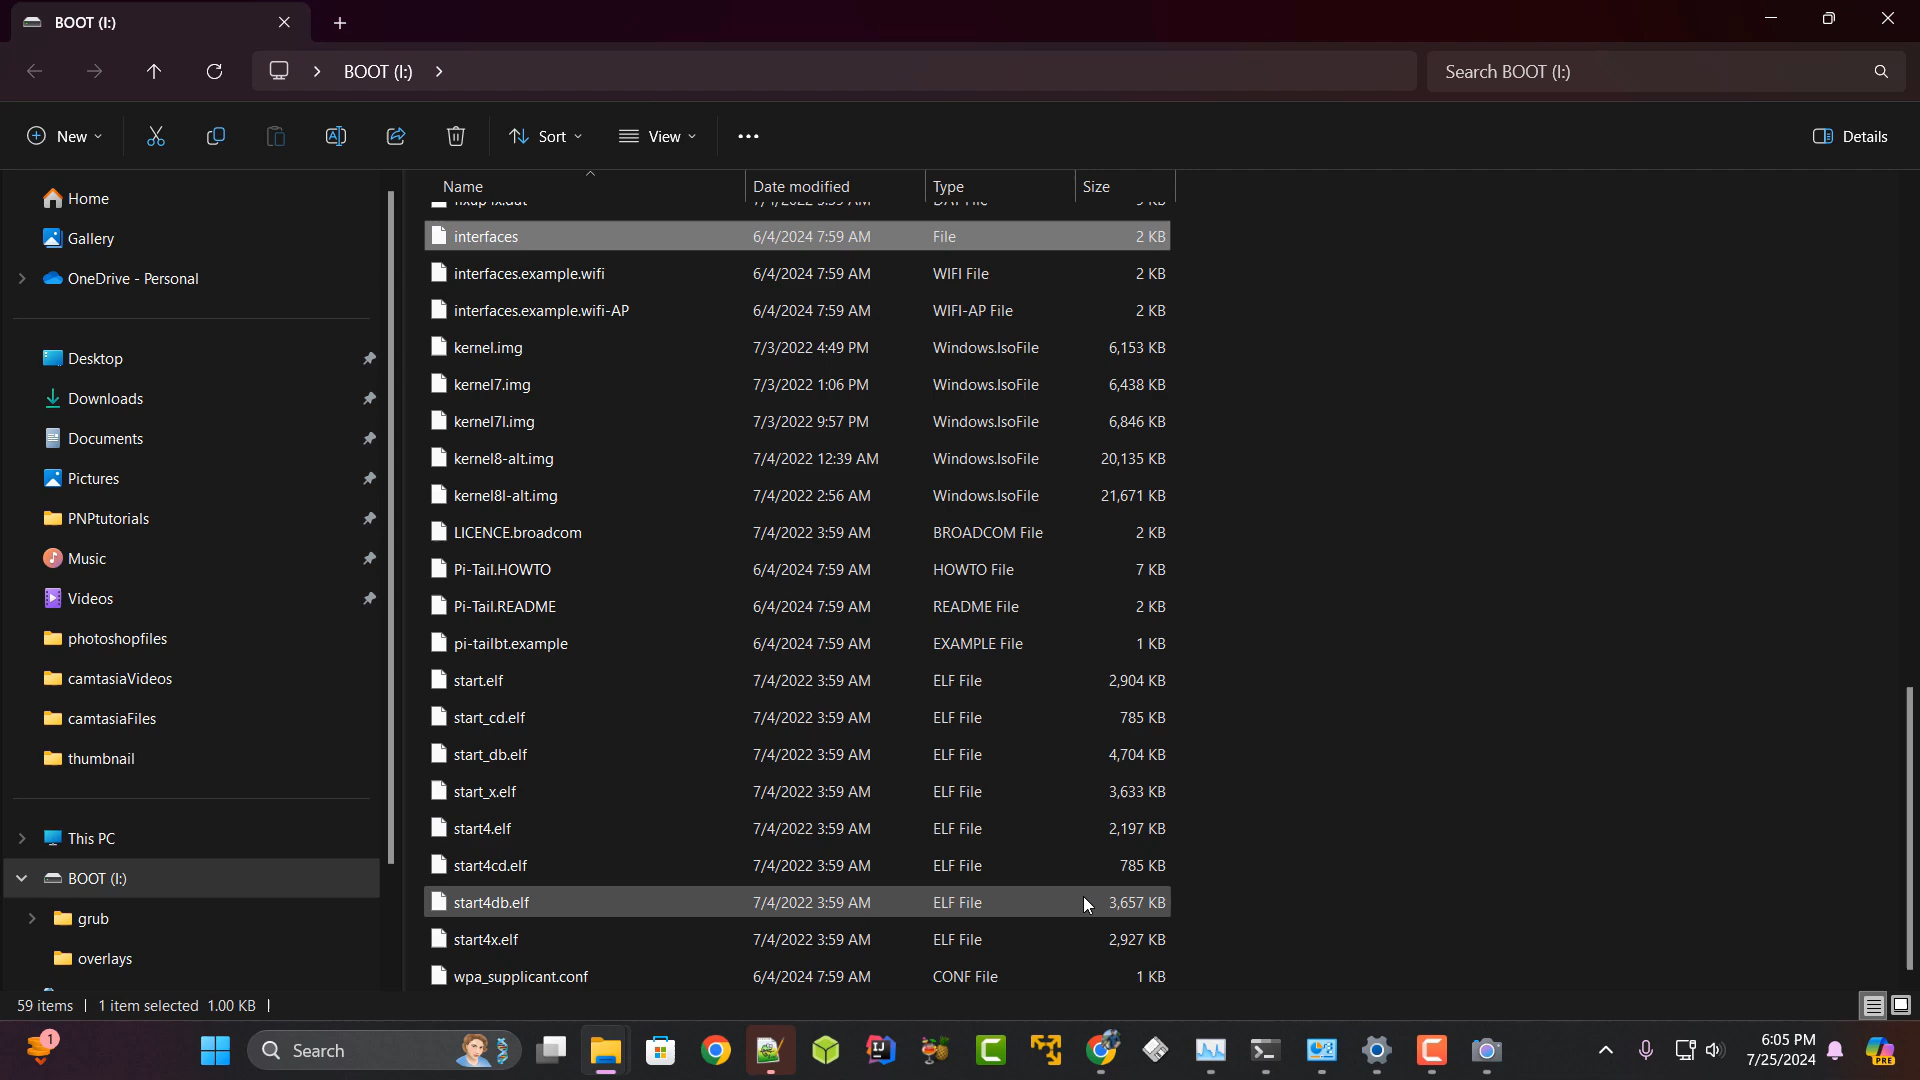 BOOT (I:)
BOOT (I:)
Search BOOT (I:)
New
Sort
View
Details
Home
Gallery
OneDrive - Personal
Desktop
Downloads
Documents
Pictures
PNPtutorials
Music
Videos
photoshopfiles
camtasiaVideos
camtasiaFiles
thumbnail
This PC
BOOT (I:)
grub
overlays
Name Date modified Type Size
interfaces 6/4/2024 7:59 AM File 2 KB
interfaces.example.wifi 6/4/2024 7:59 AM WIFI File 2 KB
interfaces.example.wifi-AP 6/4/2024 7:59 AM WIFI-AP File 2 KB
kernel.img 7/3/2022 4:49 PM Windows.IsoFile 6,153 KB
kernel7.img 7/3/2022 1:06 PM Windows.IsoFile 6,438 KB
kernel7l.img 7/3/2022 9:57 PM Windows.IsoFile 6,846 KB
kernel8-alt.img 7/4/2022 12:39 AM Windows.IsoFile 20,135 KB
kernel8l-alt.img 7/4/2022 2:56 AM Windows.IsoFile 21,671 KB
LICENCE.broadcom 7/4/2022 3:59 AM BROADCOM File 2 KB
Pi-Tail.HOWTO 6/4/2024 7:59 AM HOWTO File 7 KB
Pi-Tail.README 6/4/2024 7:59 AM README File 2 KB
pi-tailbt.example 6/4/2024 7:59 AM EXAMPLE File 1 KB
start.elf 7/4/2022 3:59 AM ELF File 2,904 KB
start_cd.elf 7/4/2022 3:59 AM ELF File 785 KB
start_db.elf 7/4/2022 3:59 AM ELF File 4,704 KB
start_x.elf 7/4/2022 3:59 AM ELF File 3,633 KB
start4.elf 7/4/2022 3:59 AM ELF File 2,197 KB
start4cd.elf 7/4/2022 3:59 AM ELF File 785 KB
start4db.elf 7/4/2022 3:59 AM ELF File 3,657 KB
start4x.elf 7/4/2022 3:59 AM ELF File 2,927 KB
wpa_supplicant.conf 6/4/2024 7:59 AM CONF File 1 KB
59 items 1 item selected 1.00 KB
1
Search
6:05 PM
7/25/2024
PRE